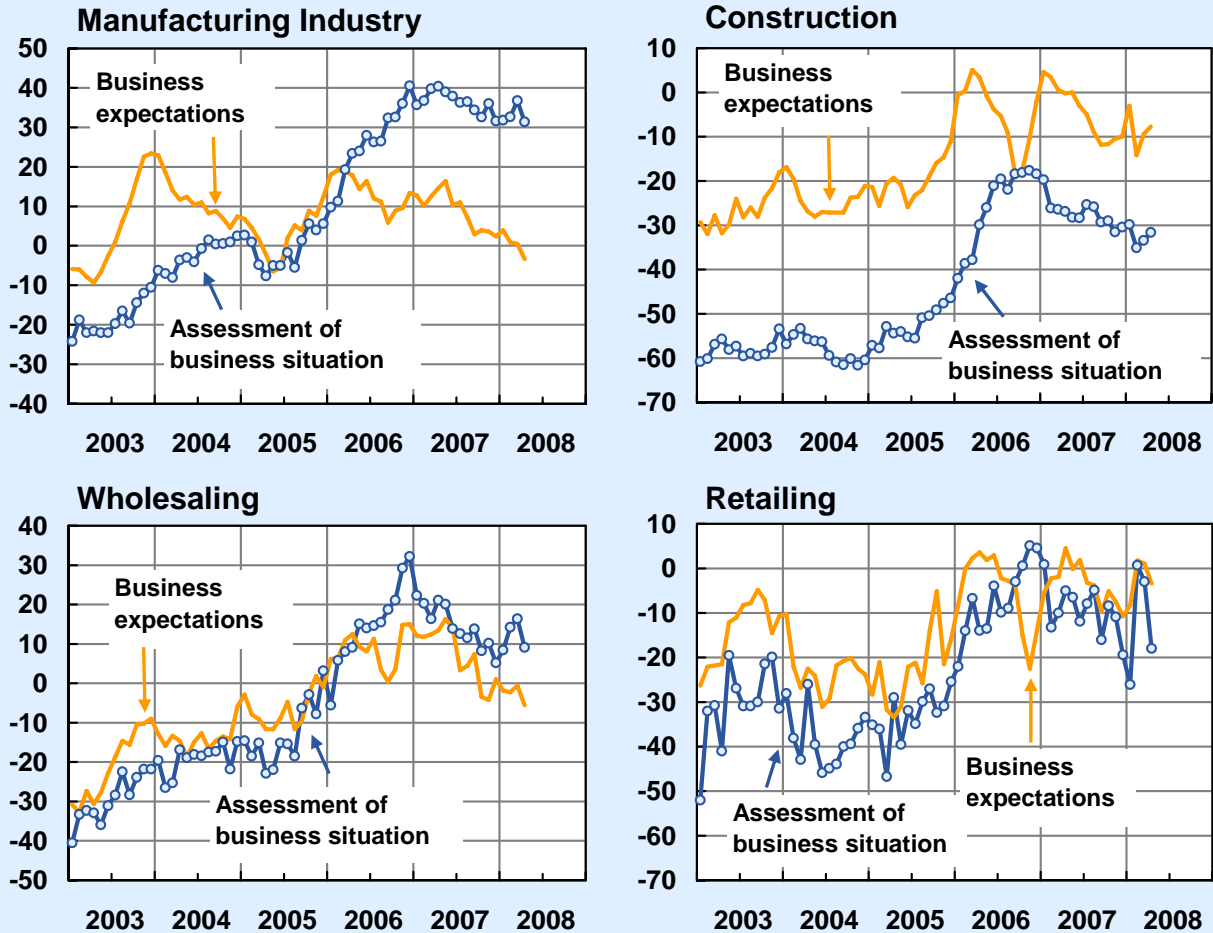 Manufacturing Industry
50
40
30
20
10
0
-10
-20
-30
-40
Business
expectations
Assessment of
business situation
2003 2004 2005 2006 2007 2008
Construction
10
0
-10
-20
-30
-40
-50
-60
-70
Business
expectations
Assessment of
business situation
2003 2004 2005 2006 2007 2008
Wholesaling
40
30
20
10
0
-10
-20
-30
-40
-50
Business
expectations
Assessment of
business situation
2003 2004 2005 2006 2007 2008
Retailing
10
0
-10
-20
-30
-40
-50
-60
-70
Business
expectations
Assessment of
business situation
2003 2004 2005 2006 2007 2008